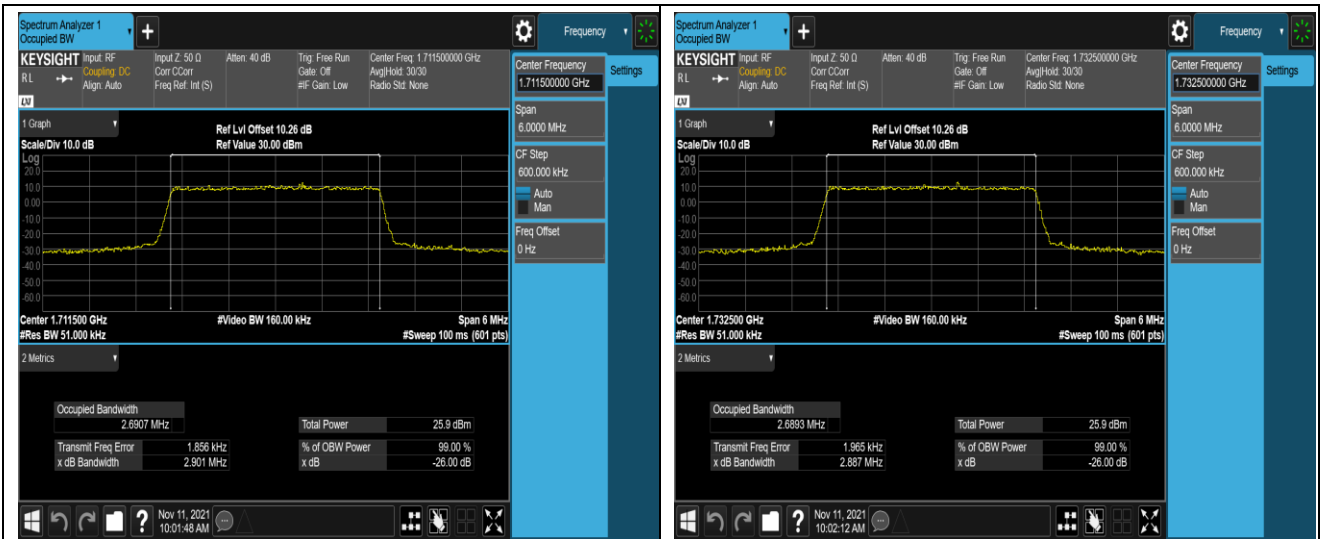 Spectrum Analyzer 1
Occupied BW
+
Frequency
KEYSIGHT Input: RF Input Z: 50 Ω Atten: 40 dB Trig: Free Run Center Freq: 1.711500000 GHz
RL Coupling: DC Corr CCorr Gate: Off Avg|Hold: 30/30
Align: Auto Freq Ref: Int (S) #IF Gain: Low Radio Std: None
LXI
Center Frequency
1.711500000 GHz
Settings
Span
6.0000 MHz
CF Step
600.000 kHz
Auto
Man
Freq Offset
0 Hz
1 Graph
Ref Lvl Offset 10.26 dB
Scale/Div 10.0 dB Ref Value 30.00 dBm
Log
20.0
10.0
0.00
-10.0
-20.0
-30.0
-40.0
-50.0
-60.0
Center 1.711500 GHz #Video BW 160.00 kHz Span 6 MHz
#Res BW 51.000 kHz #Sweep 100 ms (601 pts)
2 Metrics
Occupied Bandwidth
2.6907 MHz Total Power 25.9 dBm
Transmit Freq Error 1.856 kHz % of OBW Power 99.00 %
x dB Bandwidth 2.901 MHz x dB -26.00 dB
? Nov 11, 2021
10:01:48 AM
Spectrum Analyzer 1
Occupied BW
+
Frequency
KEYSIGHT Input: RF Input Z: 50 Ω Atten: 40 dB Trig: Free Run Center Freq: 1.732500000 GHz
RL Coupling: DC Corr CCorr Gate: Off Avg|Hold: 30/30
Align: Auto Freq Ref: Int (S) #IF Gain: Low Radio Std: None
LXI
Center Frequency
1.732500000 GHz
Settings
Span
6.0000 MHz
CF Step
600.000 kHz
Auto
Man
Freq Offset
0 Hz
1 Graph
Ref Lvl Offset 10.26 dB
Scale/Div 10.0 dB Ref Value 30.00 dBm
Log
20.0
10.0
0.00
-10.0
-20.0
-30.0
-40.0
-50.0
-60.0
Center 1.732500 GHz #Video BW 160.00 kHz Span 6 MHz
#Res BW 51.000 kHz #Sweep 100 ms (601 pts)
2 Metrics
Occupied Bandwidth
2.6893 MHz Total Power 25.9 dBm
Transmit Freq Error 1.965 kHz % of OBW Power 99.00 %
x dB Bandwidth 2.887 MHz x dB -26.00 dB
? Nov 11, 2021
10:02:12 AM